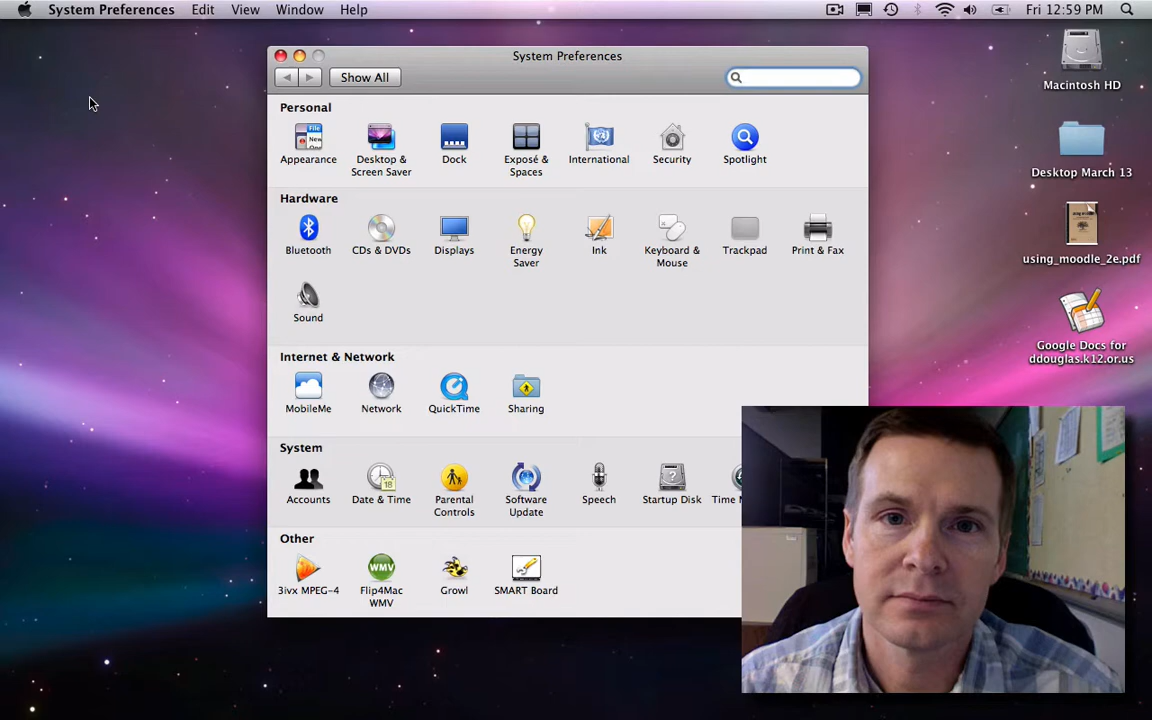 System Preferences Edit View Window Help Fri 12:59 PM
System Preferences
Show All
Macintosh HD
Personal
Appearance Desktop & Screen Saver Dock Exposé & Spaces International Security Spotlight
Desktop March 13
Hardware
Bluetooth CDs & DVDs Displays Energy Saver Ink Keyboard & Mouse Trackpad Print & Fax
using_moodle_2e.pdf
Sound
Google Docs for
ddouglas.k12.or.us
Internet & Network
MobileMe Network QuickTime Sharing
System
Accounts Date & Time Parental Controls Software Update Speech Startup Disk Time
Other
3ivx MPEG-4 Flip4Mac WMV Growl SMART Board